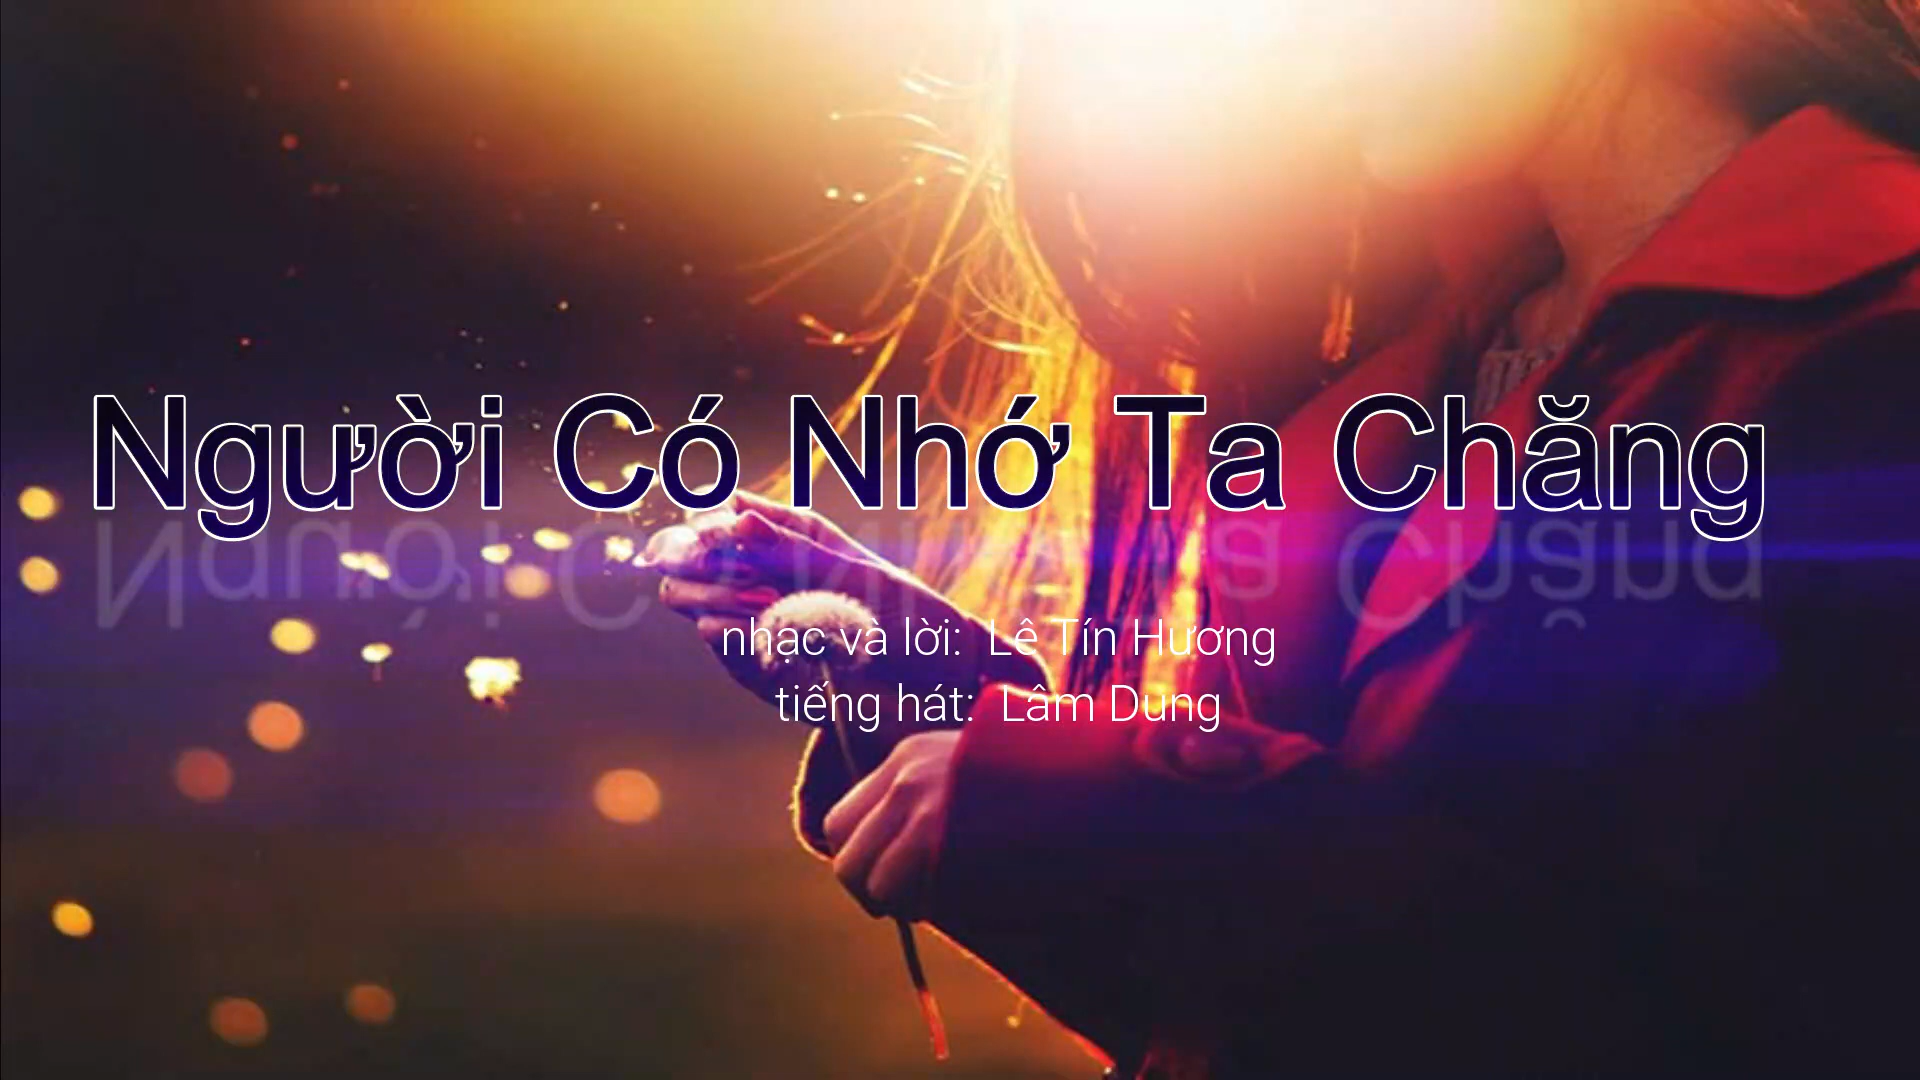 Người Có Nhớ Ta Chăng
nhạc và lời: Lê Tín Hương
tiếng hát: Lâm Dung